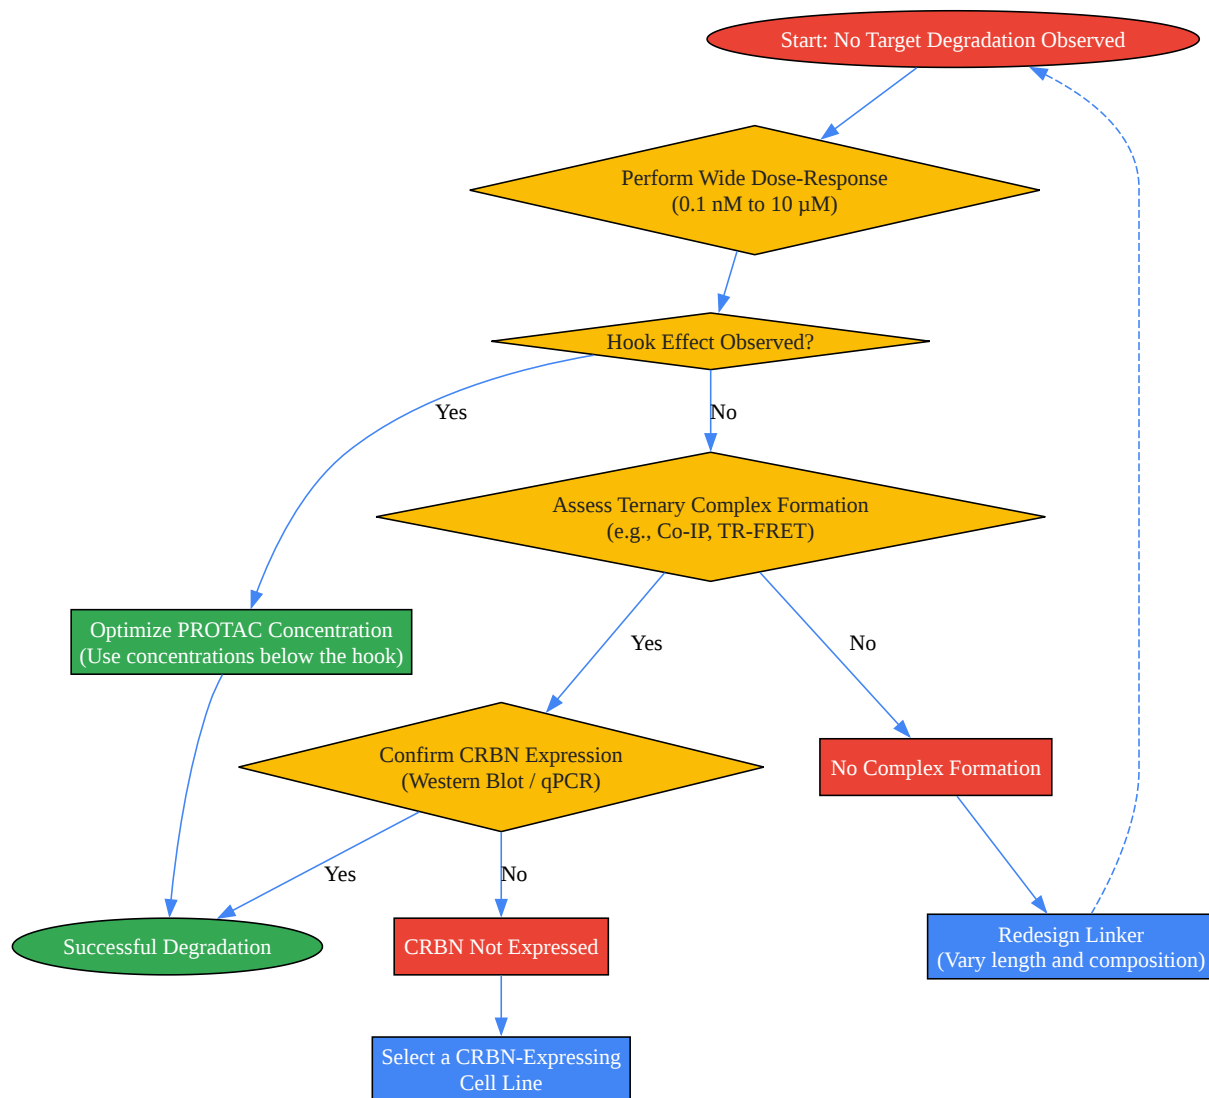 Start: No Target Degradation Observed
Perform Wide Dose-Response
(0.1 nM to 10 µM)
Hook Effect Observed?
Yes
No
Assess Ternary Complex Formation
(e.g., Co-IP, TR-FRET)
Optimize PROTAC Concentration
(Use concentrations below the hook)
Yes
No
Confirm CRBN Expression
(Western Blot / qPCR)
No Complex Formation
Yes
No
Successful Degradation
CRBN Not Expressed
Redesign Linker
(Vary length and composition)
Select a CRBN-Expressing
Cell Line